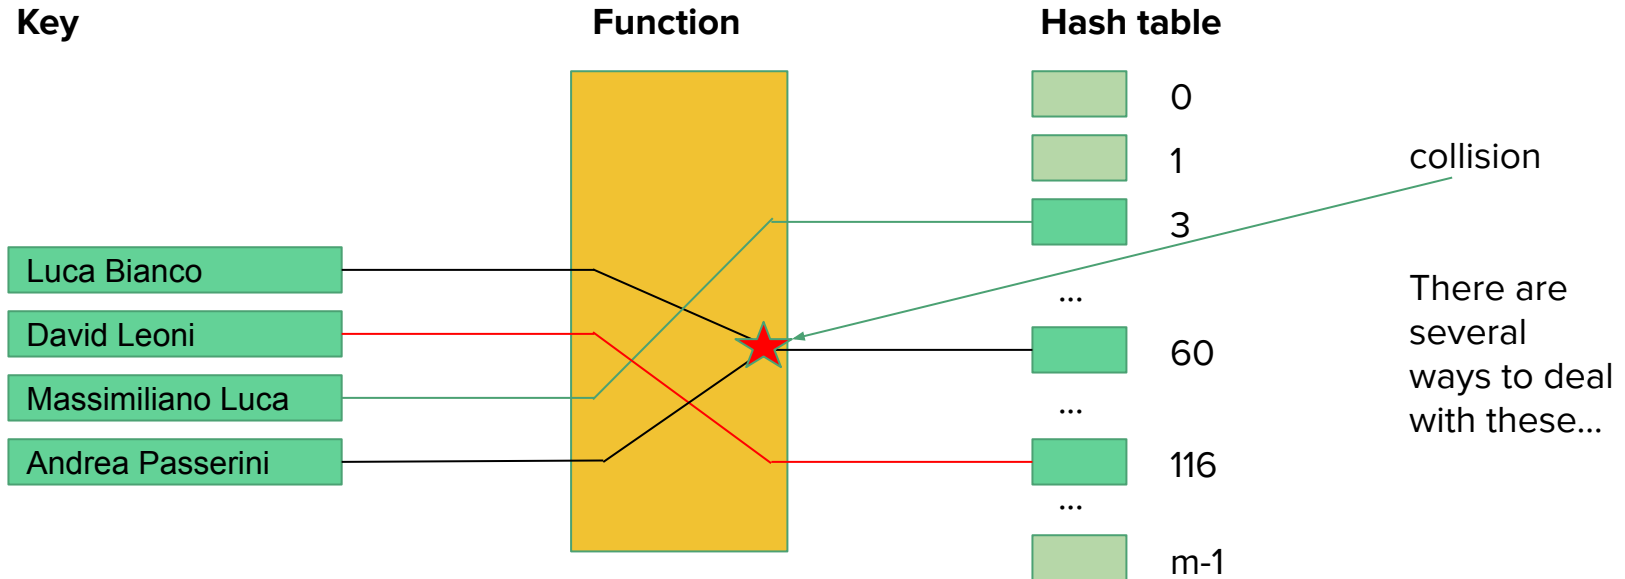 Key
Function
Hash table
0
1
collision
3
Luca Bianco
...
There are
David Leoni
several
60
ways to deal
Massimiliano Luca
...
with these...
Andrea Passerini
116
...
m-1